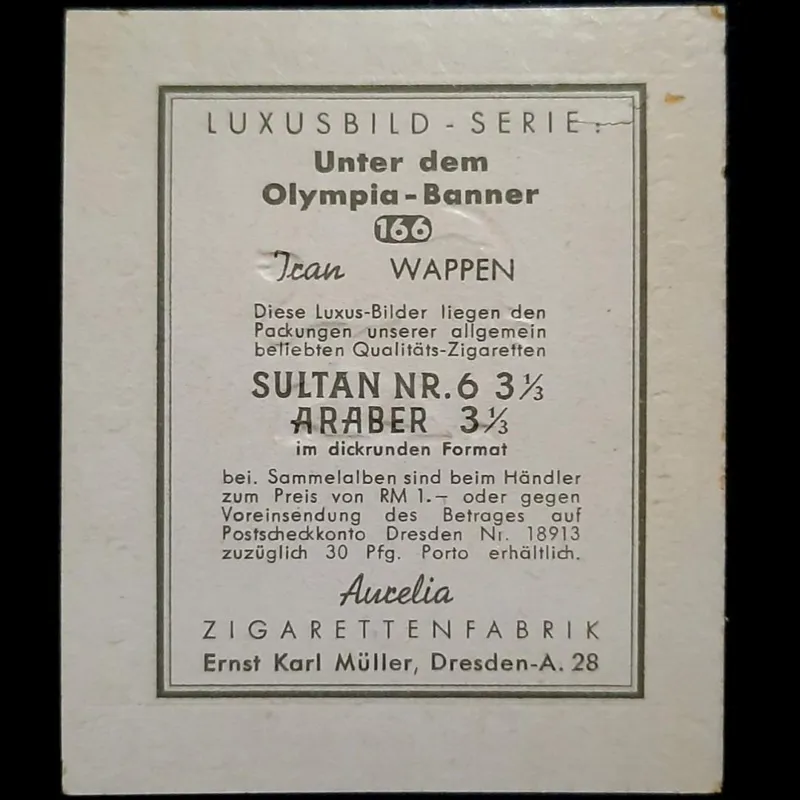 LUXUSBILD - SERIE:
Unter dem
Olympia-Banner
166
Iran WAPPEN
Diese Luxus-Bilder liegen den
Packungen unserer allgemein
beliebten Qualitäts-Zigaretten
SULTAN NR. 6 3⅓
ARABER 3⅓
im dickrunden Format
bei. Sammelalben sind beim Händler
zum Preis von RM 1.– oder gegen
Voreinsendung des Betrages auf
Postscheckkonto Dresden Nr. 18913
zuzüglich 30 Pfg. Porto erhältlich.
Aurelia
ZIGARETTENFABRIK
Ernst Karl Müller, Dresden-A. 28